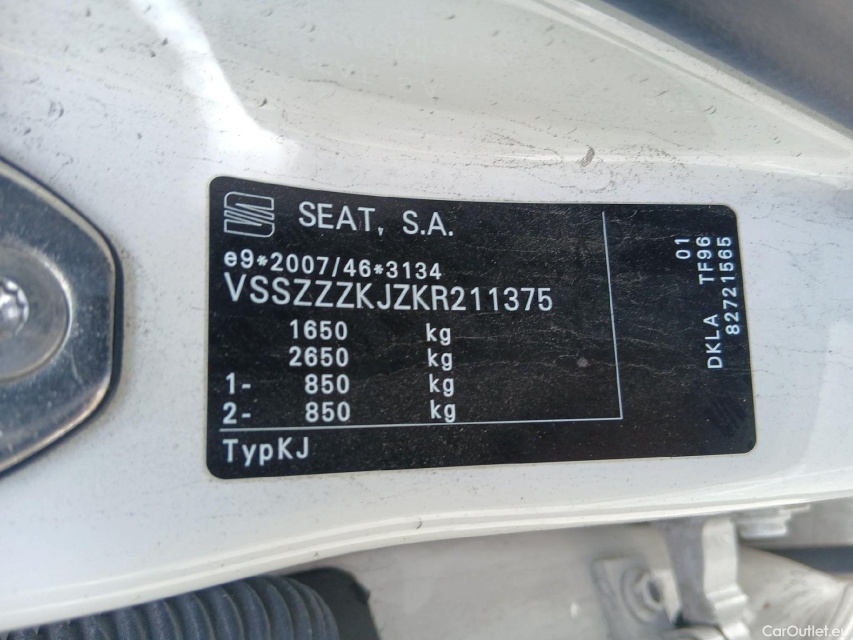 SEAT, S.A.
e9*2007/46*3134
VSSZZZKJZKR211375
1650 kg
2650 kg
1- 850 kg
2- 850 kg
TypKJ
01
DKLA TF96
82721565
CarOutlet.eu